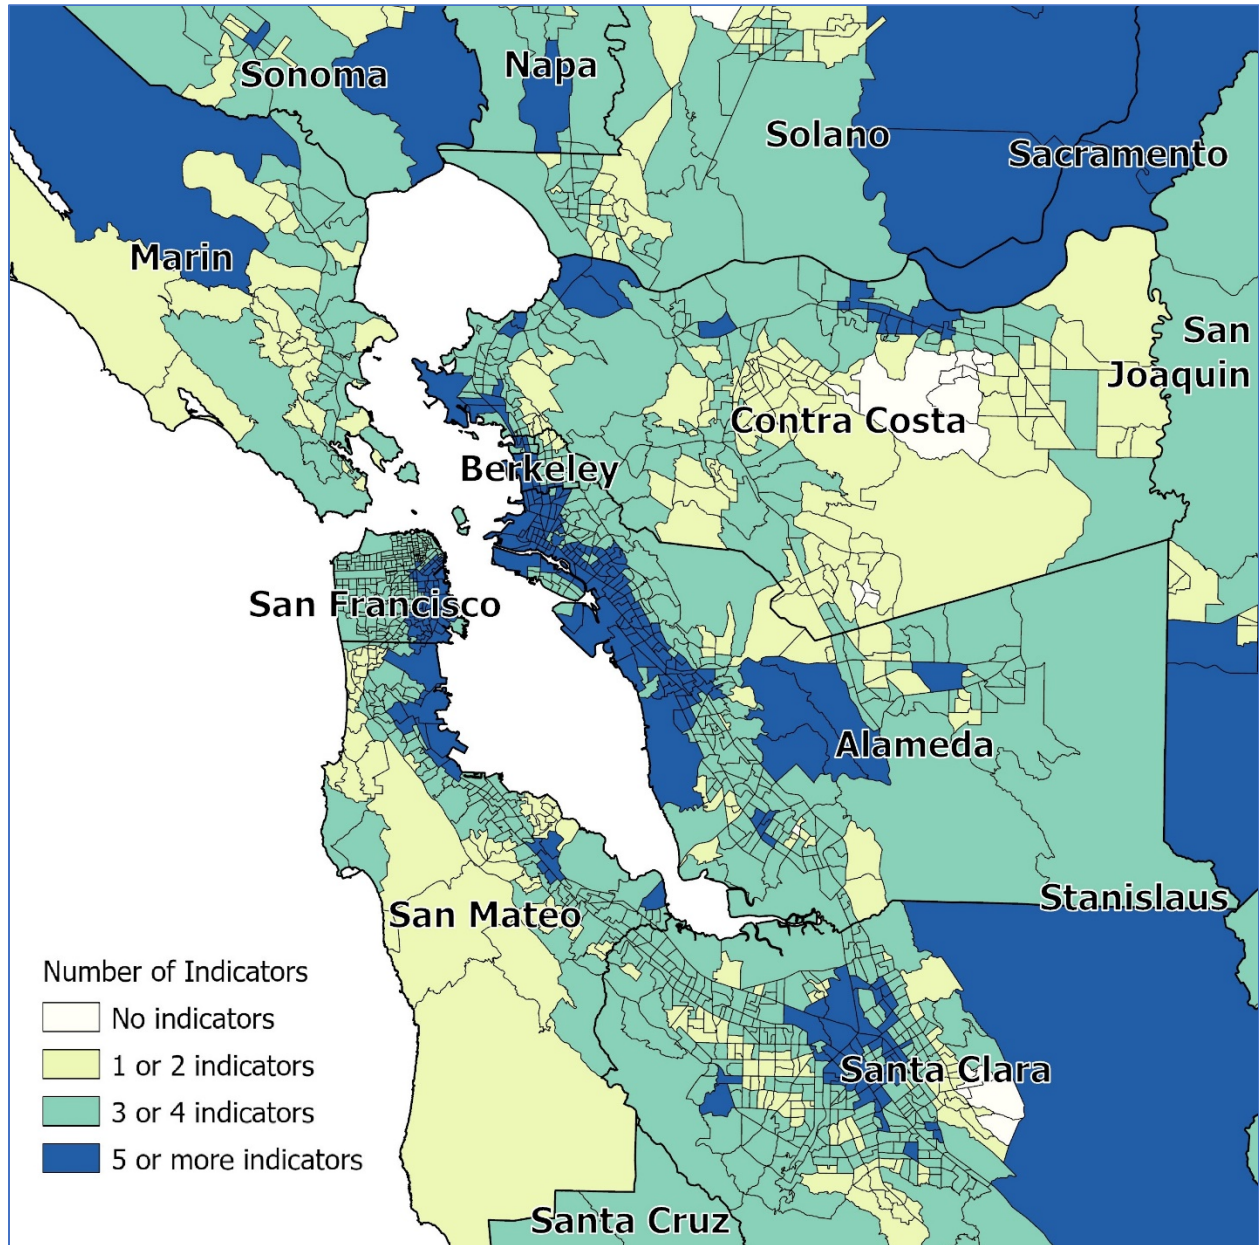 Sonoma
Napa
Solano
Sacramento
Marin
San
Joaquin
Contra Costa
Berkeley
San Francisco
Alameda
Stanislaus
San Mateo
Santa Clara
Santa Cruz
Number of Indicators
No indicators
1 or 2 indicators
3 or 4 indicators
5 or more indicators